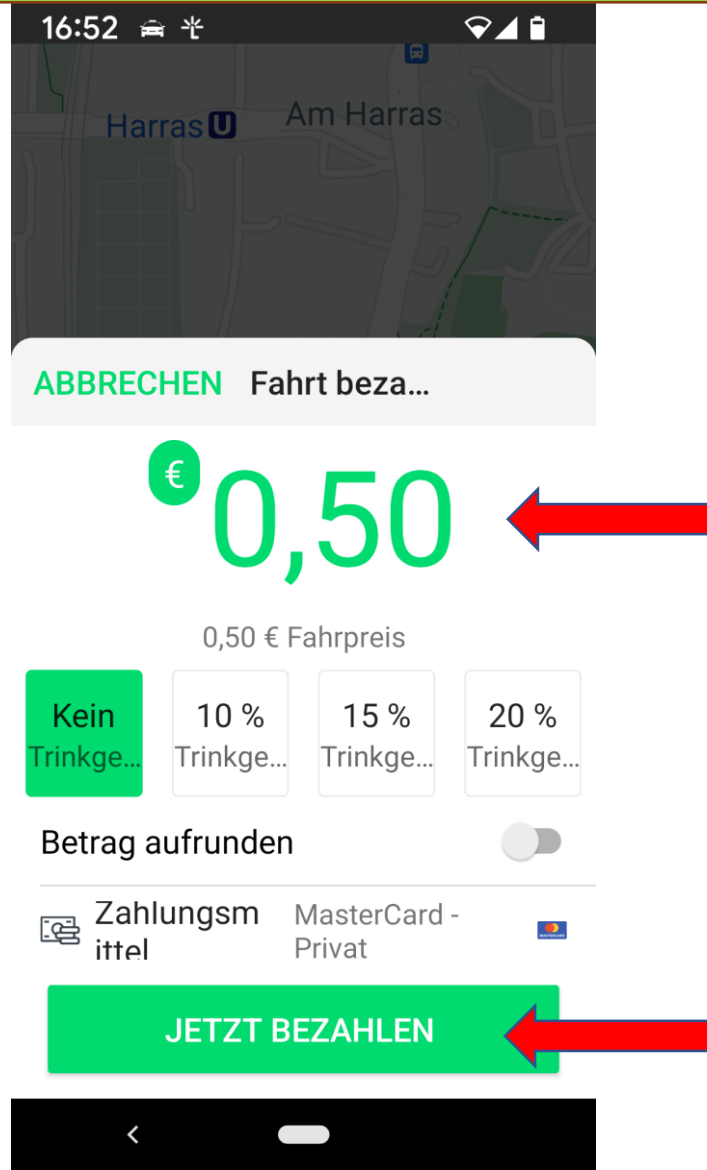 16:52
Harras U
Am Harras
ABBRECHEN Fahrt beza...
€ 0,50
0,50 € Fahrpreis
Kein 10 % 15 % 20 %
Trinkge... Trinkge... Trinkge... Trinkge...
Betrag aufrunden
Zahlungsm MasterCard -
ittel Privat
JETZT BEZAHLEN